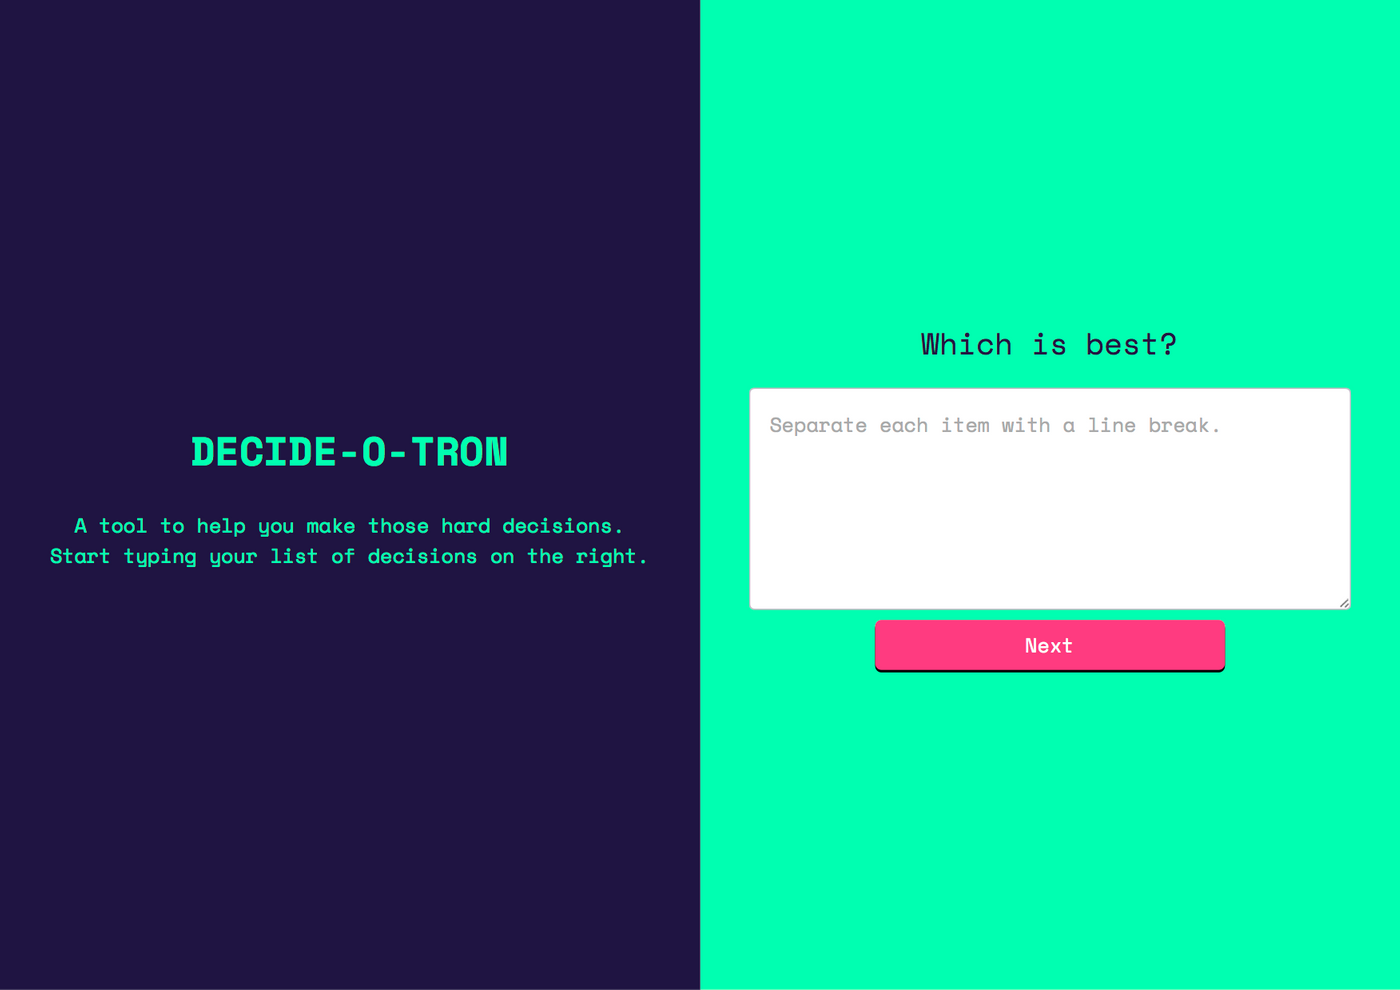 DECIDE-O-TRON
A tool to help you make those hard decisions.
Start typing your list of decisions on the right.
Which is best?
Separate each item with a line break.
Next